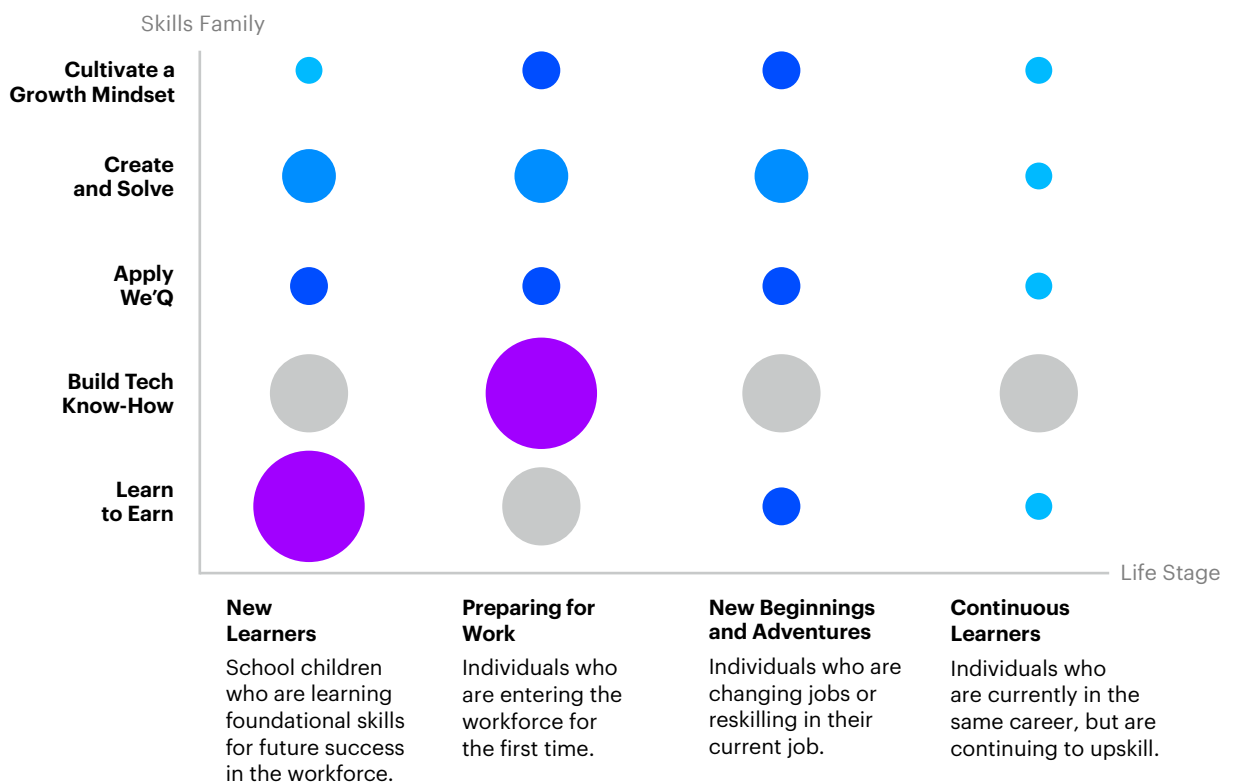 Skills Family
Cultivate a
Growth Mindset
Create
and Solve
Apply
We’Q
Build Tech
Know-How
Learn
to Earn
Life Stage
New
Learners
School children
who are learning
foundational skills
for future success
in the workforce.
Preparing for
Work
Individuals who
are entering the
workforce for
the first time.
New Beginnings
and Adventures
Individuals who are
changing jobs or
reskilling in their
current job.
Continuous
Learners
Individuals who
are currently in the
same career, but are
continuing to upskill.